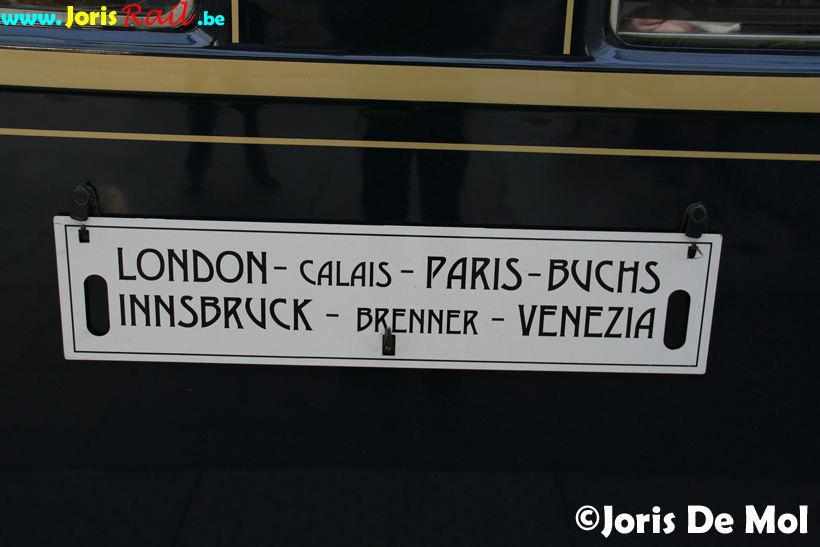 www.JorisRail.be
LONDON - CALAIS - PARIS - BUCHS
INNSBRUCK - BRENNER - VENEZIA
©Joris De Mol